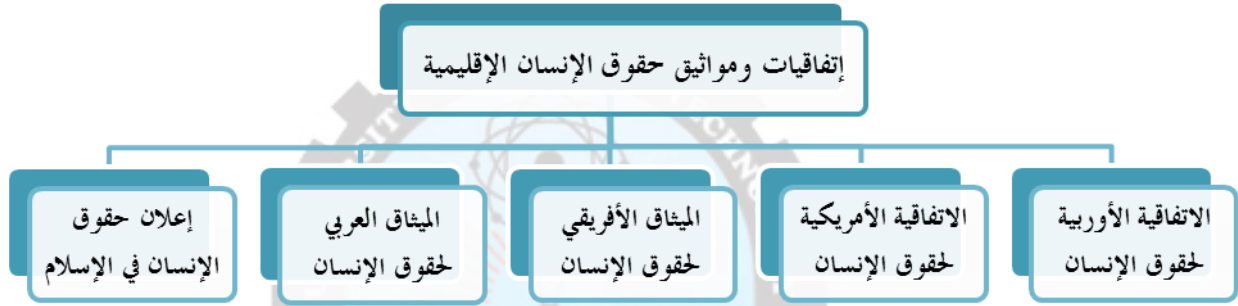 إتفاقيات ومواثيق حقوق الإنسان الإقليمية
الاتفاقية الأوربية
لحقوق الإنسان
الاتفاقية الأمريكية
لحقوق الإنسان
الميثاق الأفريقي
لحقوق الإنسان
الميثاق العربي
لحقوق الإنسان
إعلان حقوق
الإنسان في الإسلام